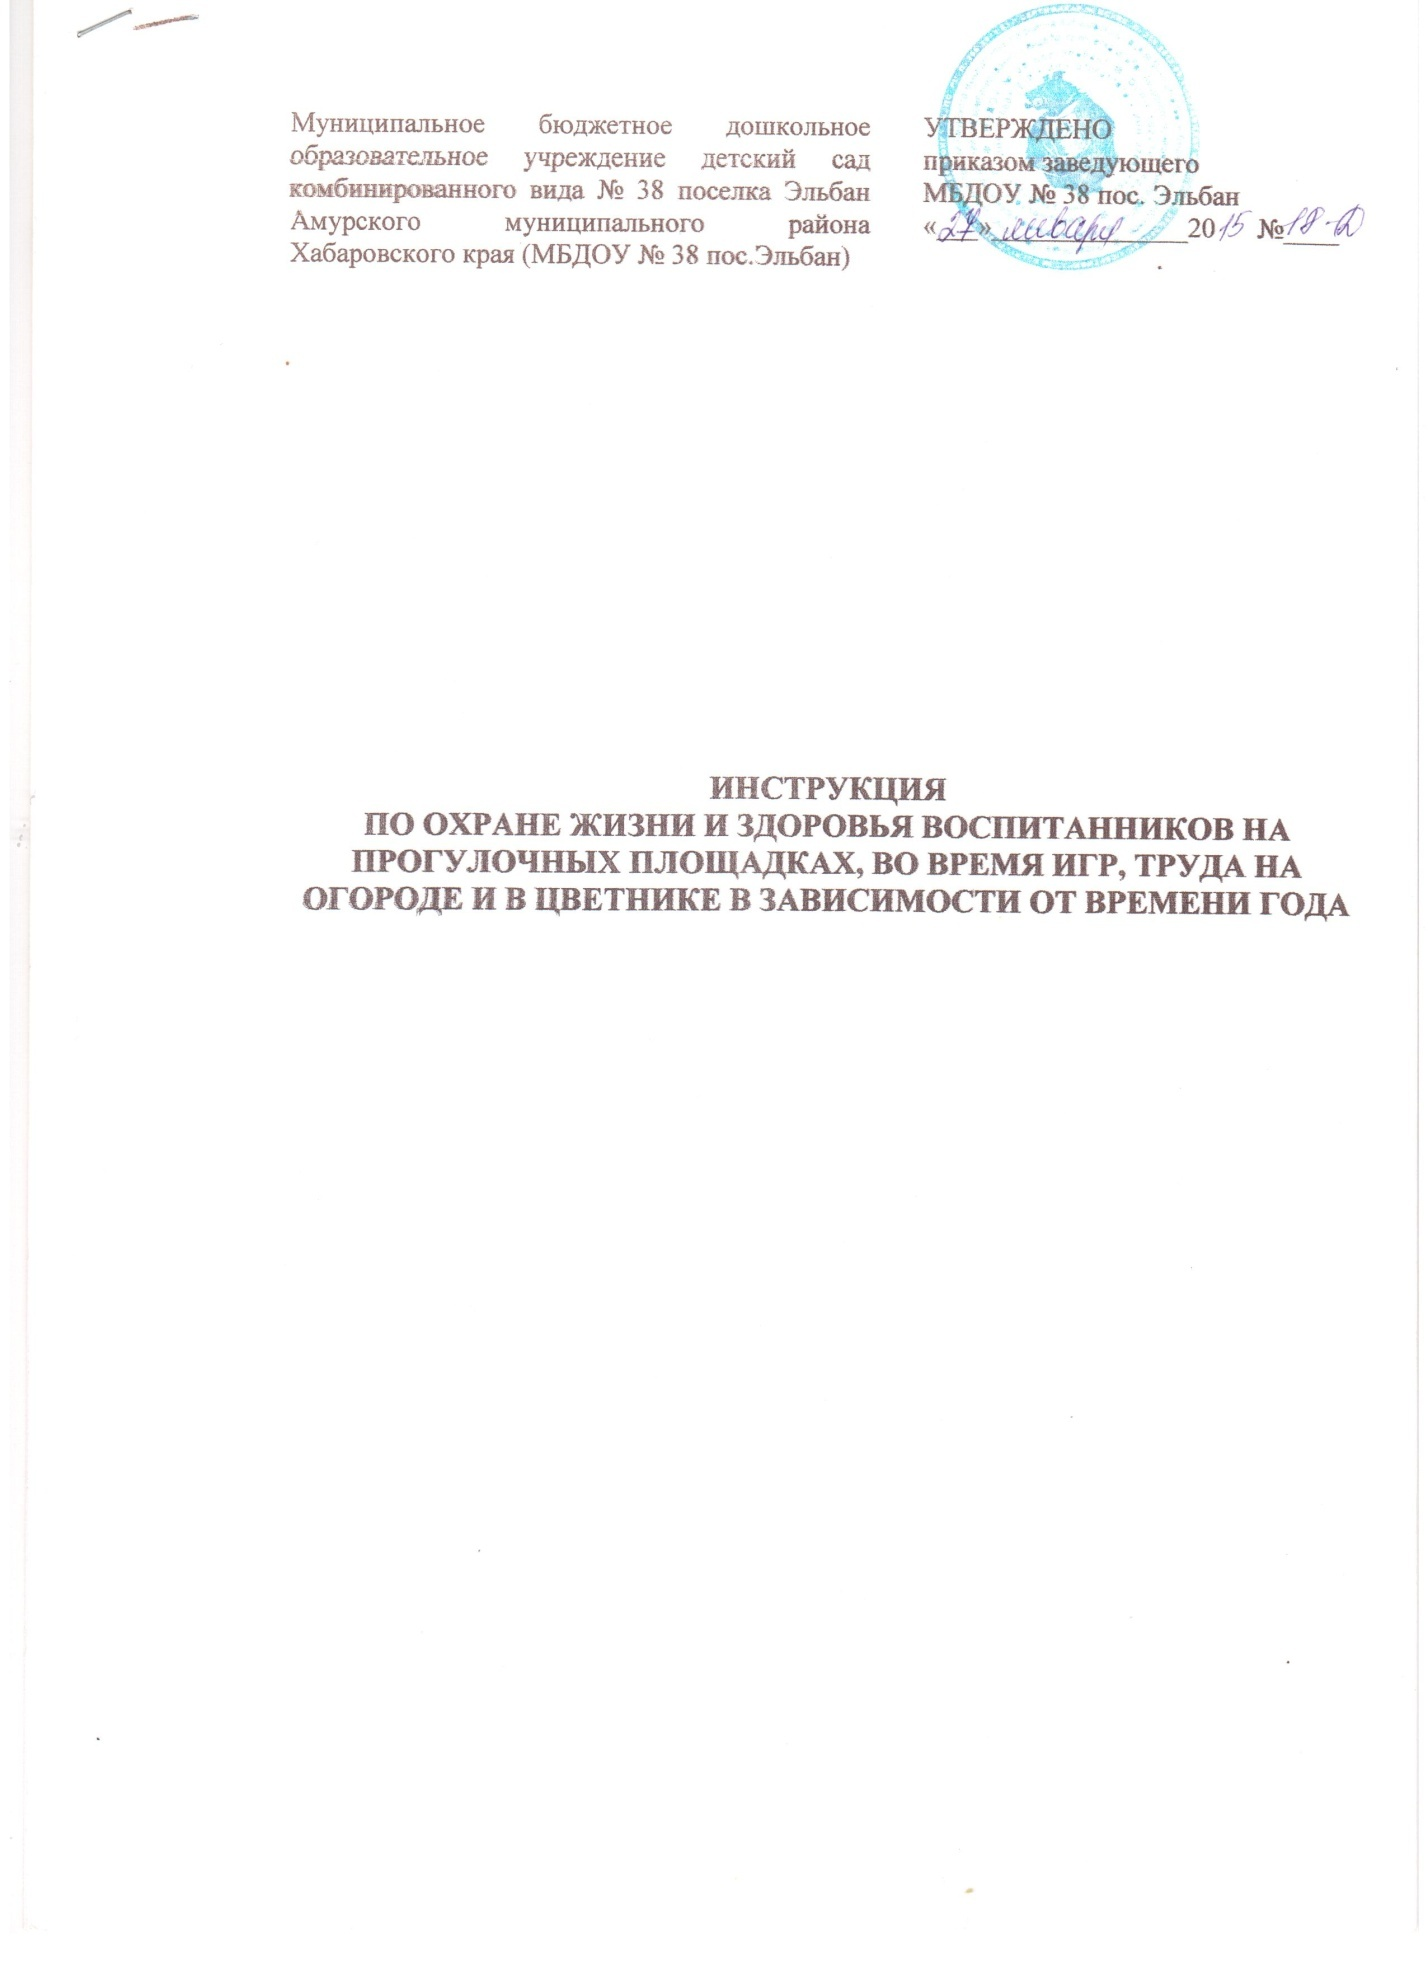 Муниципальное бюджетное дошкольное
образовательное учреждение детский сад
комбинированного вида № 38 поселка Эльбан
Амурского муниципального района
Хабаровского края (МБДОУ № 38 пос.Эльбан)
УТВЕРЖДЕНО
приказом заведующего
МБДОУ № 38 пос. Эльбан
«27» января 2015 №18-Д
ИНСТРУКЦИЯ
ПО ОХРАНЕ ЖИЗНИ И ЗДОРОВЬЯ ВОСПИТАННИКОВ НА
ПРОГУЛОЧНЫХ ПЛОЩАДКАХ, ВО ВРЕМЯ ИГР, ТРУДА НА
ОГОРОДЕ И В ЦВЕТНИКЕ В ЗАВИСИМОСТИ ОТ ВРЕМЕНИ ГОДА